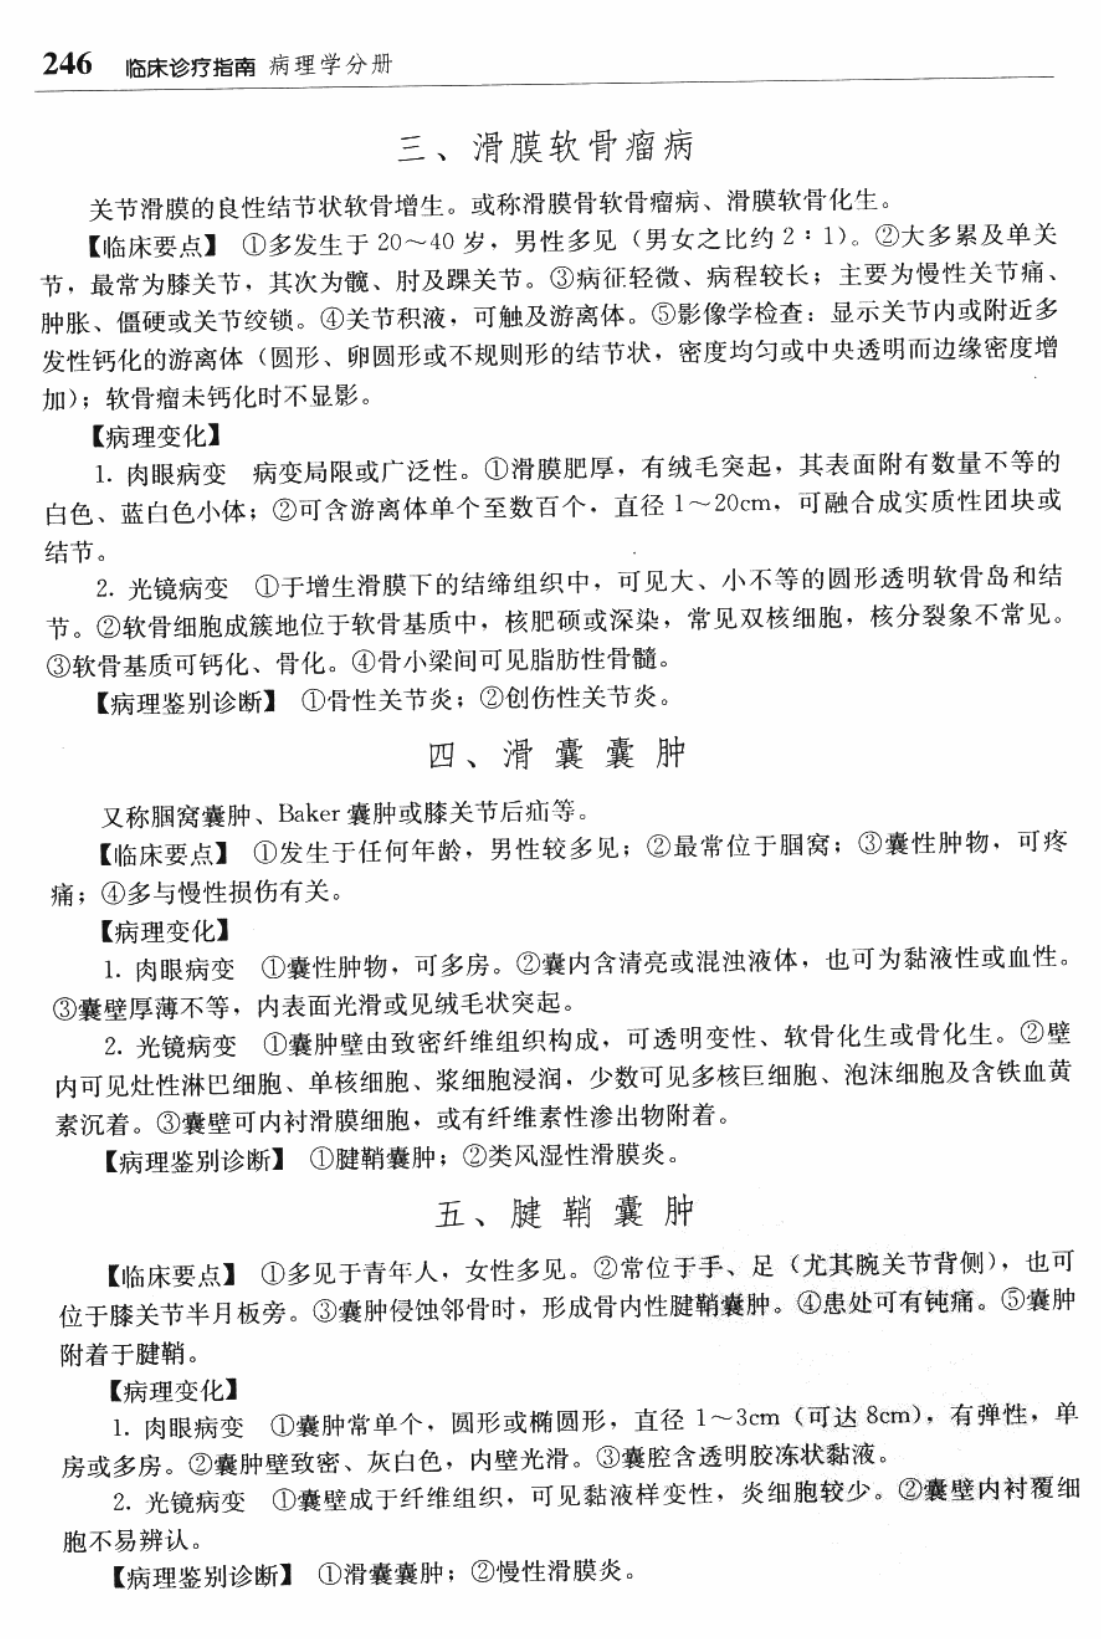 246 临床诊疗指南 病理学分册
三、滑膜软骨瘤病
关节滑膜的良性结节状软骨增生。或称滑膜骨软骨瘤病、滑膜软骨化生。
【临床要点】 ①多发生于 20～40 岁，男性多见（男女之比约 2∶1）。②大多累及单关
节，最常为膝关节，其次为髋、肘及踝关节。③病征轻微、病程较长；主要为慢性关节痛、
肿胀、僵硬或关节绞锁。④关节积液，可触及游离体。⑤影像学检查：显示关节内或附近多
发性钙化的游离体（圆形、卵圆形或不规则形的结节状，密度均匀或中央透明而边缘密度增
加）；软骨瘤未钙化时不显影。
【病理变化】
1. 肉眼病变 病变局限或广泛性。①滑膜肥厚，有绒毛突起，其表面附有数量不等的
白色、蓝白色小体；②可含游离体单个至数百个，直径 1～20cm，可融合成实质性团块或
结节。
2. 光镜病变 ①于增生滑膜下的结缔组织中，可见大、小不等的圆形透明软骨岛和结
节。②软骨细胞成簇地位于软骨基质中，核肥硕或深染，常见双核细胞，核分裂象不常见。
③软骨基质可钙化、骨化。④骨小梁间可见脂肪性骨髓。
【病理鉴别诊断】 ①骨性关节炎；②创伤性关节炎。
四、滑囊囊肿
又称腘窝囊肿、Baker 囊肿或膝关节后疝等。
【临床要点】 ①发生于任何年龄，男性较多见；②最常位于腘窝；③囊性肿物，可疼
痛；④多与慢性损伤有关。
【病理变化】
1. 肉眼病变 ①囊性肿物，可多房。②囊内含清亮或混浊液体，也可为黏液性或血性。
③囊壁厚薄不等，内表面光滑或见绒毛状突起。
2. 光镜病变 ①囊肿壁由致密纤维组织构成，可透明变性、软骨化生或骨化生。②壁
内可见灶性淋巴细胞、单核细胞、浆细胞浸润，少数可见多核巨细胞、泡沫细胞及含铁血黄
素沉着。③囊壁可内衬滑膜细胞，或有纤维素性渗出物附着。
【病理鉴别诊断】 ①腱鞘囊肿；②类风湿性滑膜炎。
五、腱鞘囊肿
【临床要点】 ①多见于青年人，女性多见。②常位于手、足（尤其腕关节背侧），也可
位于膝关节半月板旁。③囊肿侵蚀邻骨时，形成骨内性腱鞘囊肿。④患处可有钝痛。⑤囊肿
附着于腱鞘。
【病理变化】
1. 肉眼病变 ①囊肿常单个，圆形或椭圆形，直径 1～3cm（可达 8cm），有弹性，单
房或多房。②囊肿壁致密、灰白色，内壁光滑。③囊腔含透明胶冻状黏液。
2. 光镜病变 ①囊壁成于纤维组织，可见黏液样变性，炎细胞较少。②囊壁内衬覆细
胞不易辨认。
【病理鉴别诊断】 ①滑囊囊肿；②慢性滑膜炎。